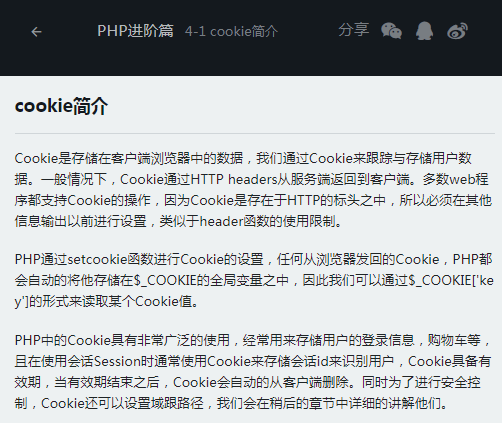 PHP进阶篇 4-1 cookie简介 分享
cookie简介
Cookie是存储在客户端浏览器中的数据，我们通过Cookie来跟踪与存储用户数
据。一般情况下，Cookie通过HTTP headers从服务端返回到客户端。多数web程
序都支持Cookie的操作，因为Cookie是存在于HTTP的标头之中，所以必须在其他
信息输出以前进行设置，类似于header函数的使用限制。
PHP通过setcookie函数进行Cookie的设置，任何从浏览器发回的Cookie，PHP都
会自动的将他存储在$_COOKIE的全局变量之中，因此我们可以通过$_COOKIE['ke
y']的形式来读取某个Cookie值。
PHP中的Cookie具有非常广泛的使用，经常用来存储用户的登录信息，购物车等，
且在使用会话Session时通常使用Cookie来存储会话id来识别用户，Cookie具备有
效期，当有效期结束之后，Cookie会自动的从客户端删除。同时为了进行安全控
制，Cookie还可以设置域跟路径，我们会在稍后的章节中详细的讲解他们。